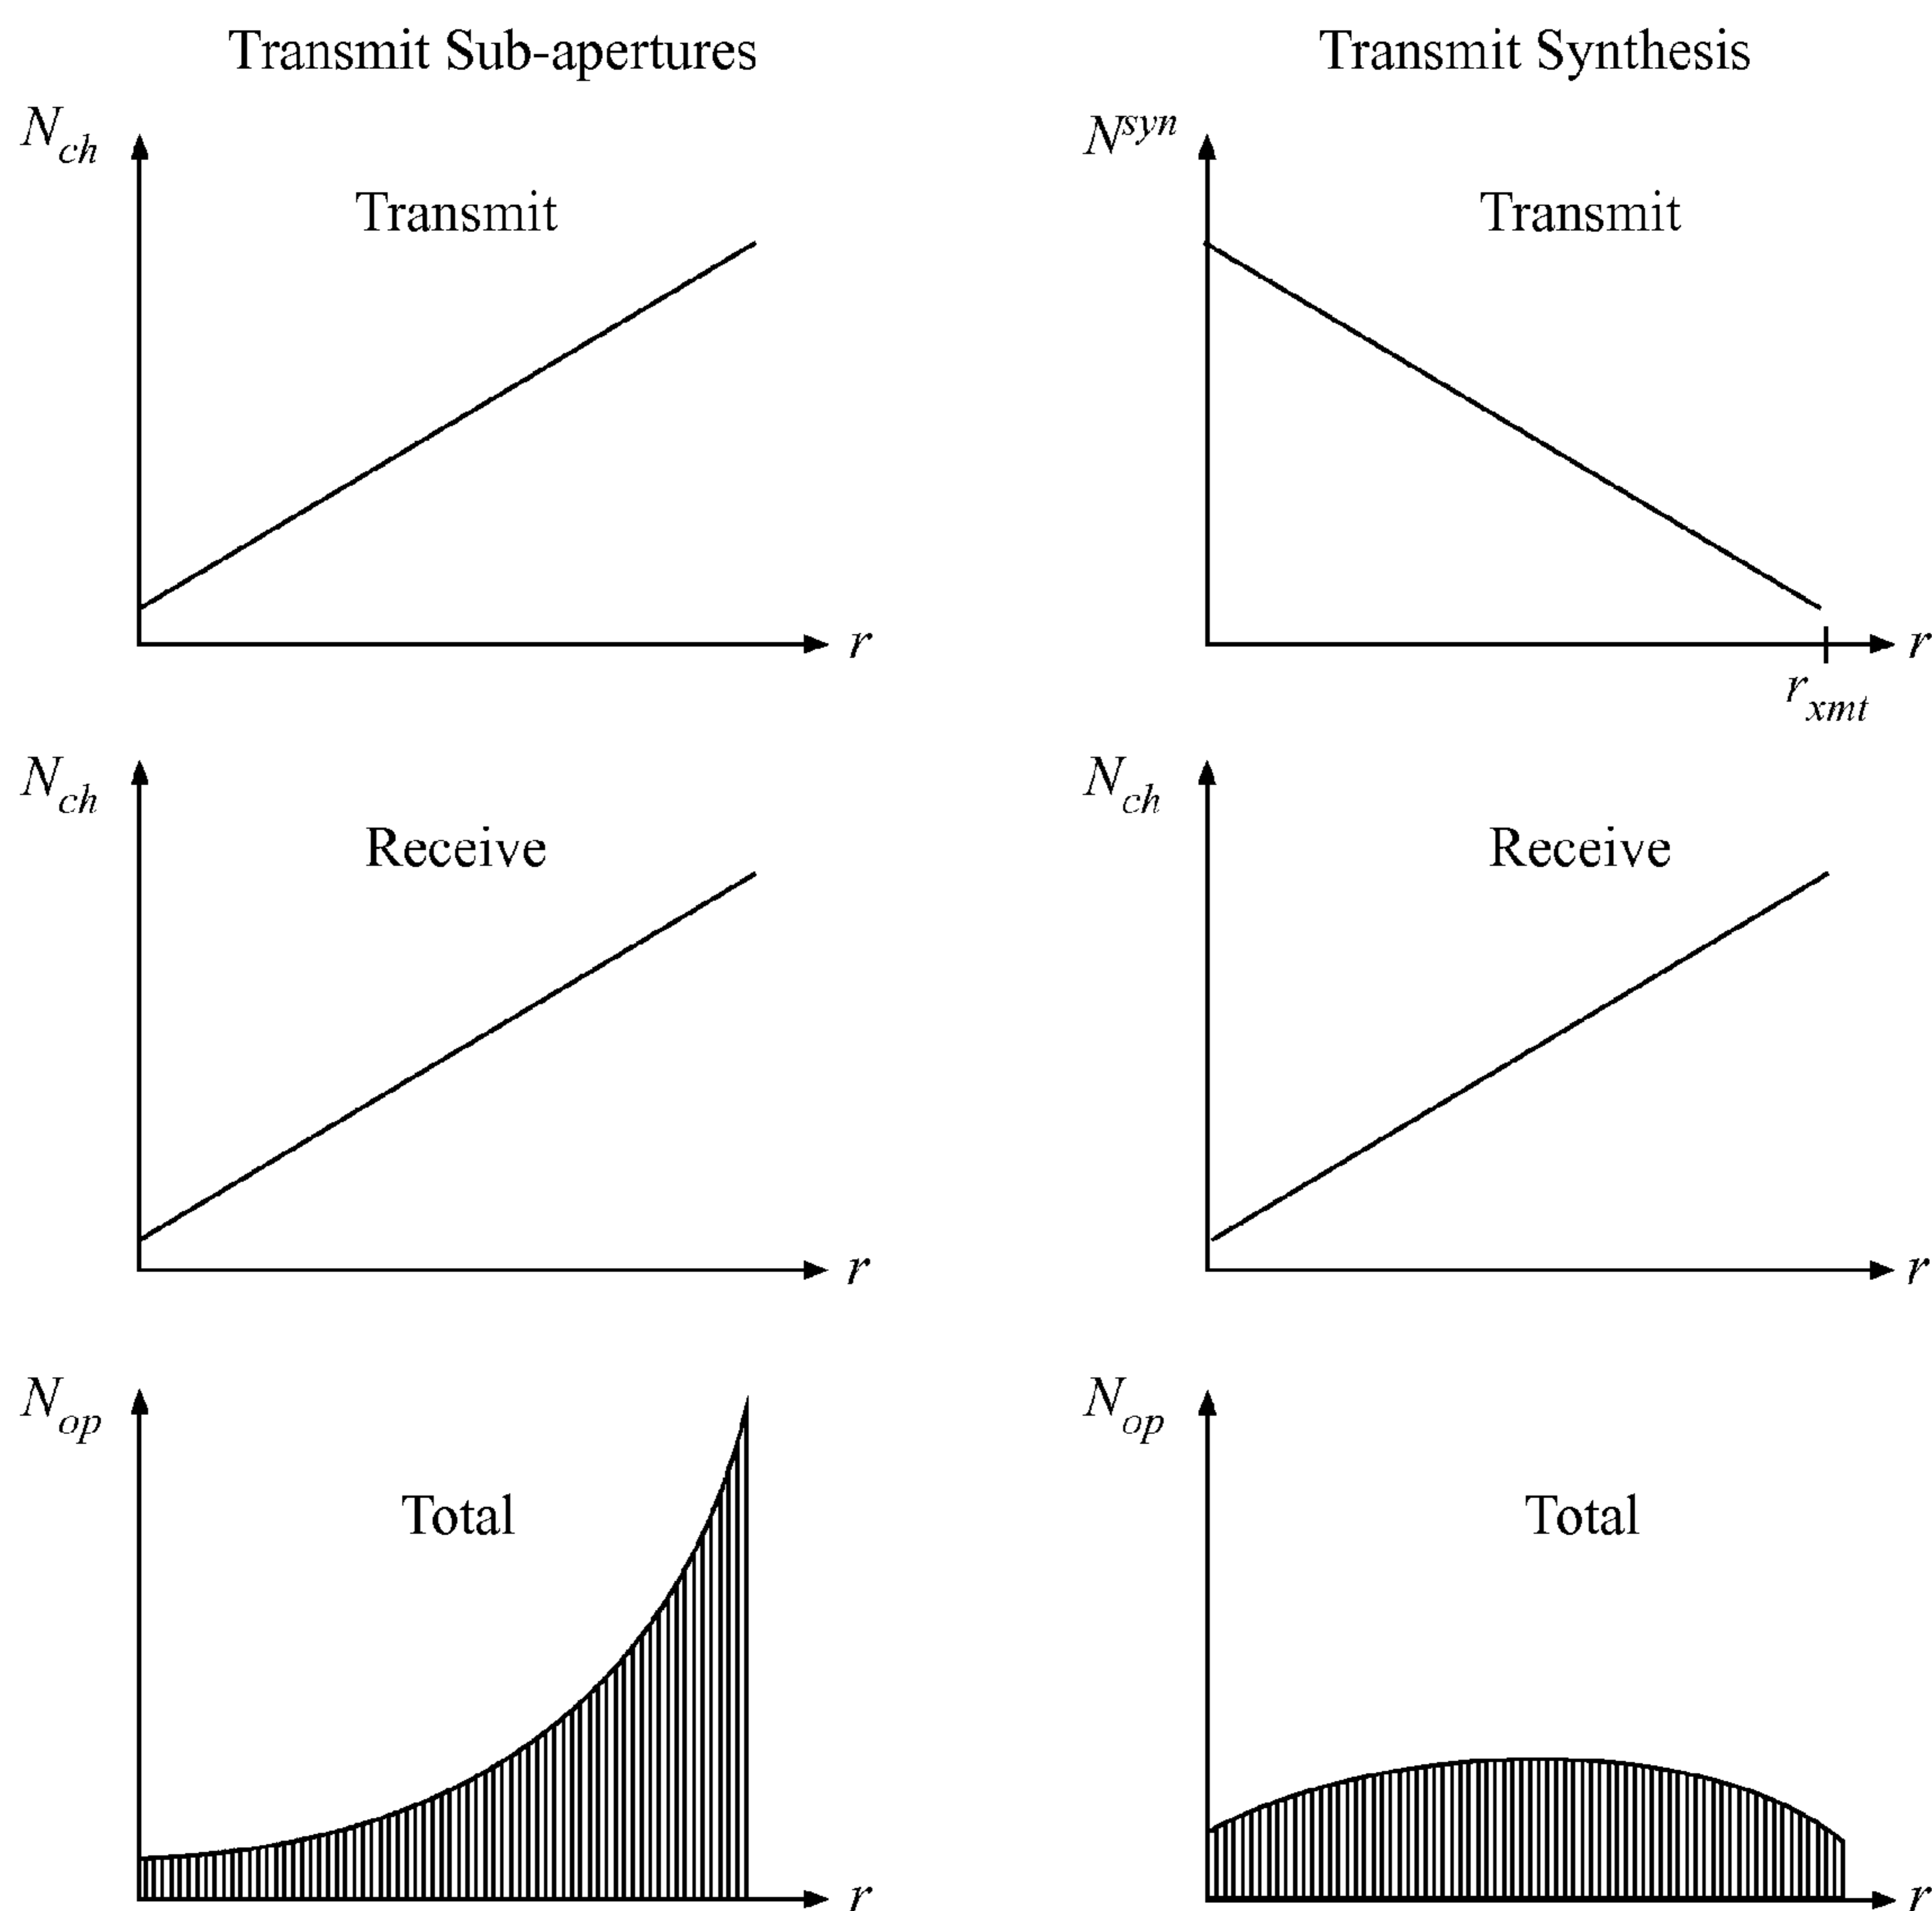 Transmit Sub-apertures
Transmit Synthesis
N_ch
Transmit
r
N^syn
Transmit
r
r_xmt
N_ch
Receive
r
N_ch
Receive
r
N_op
Total
r
N_op
Total
r